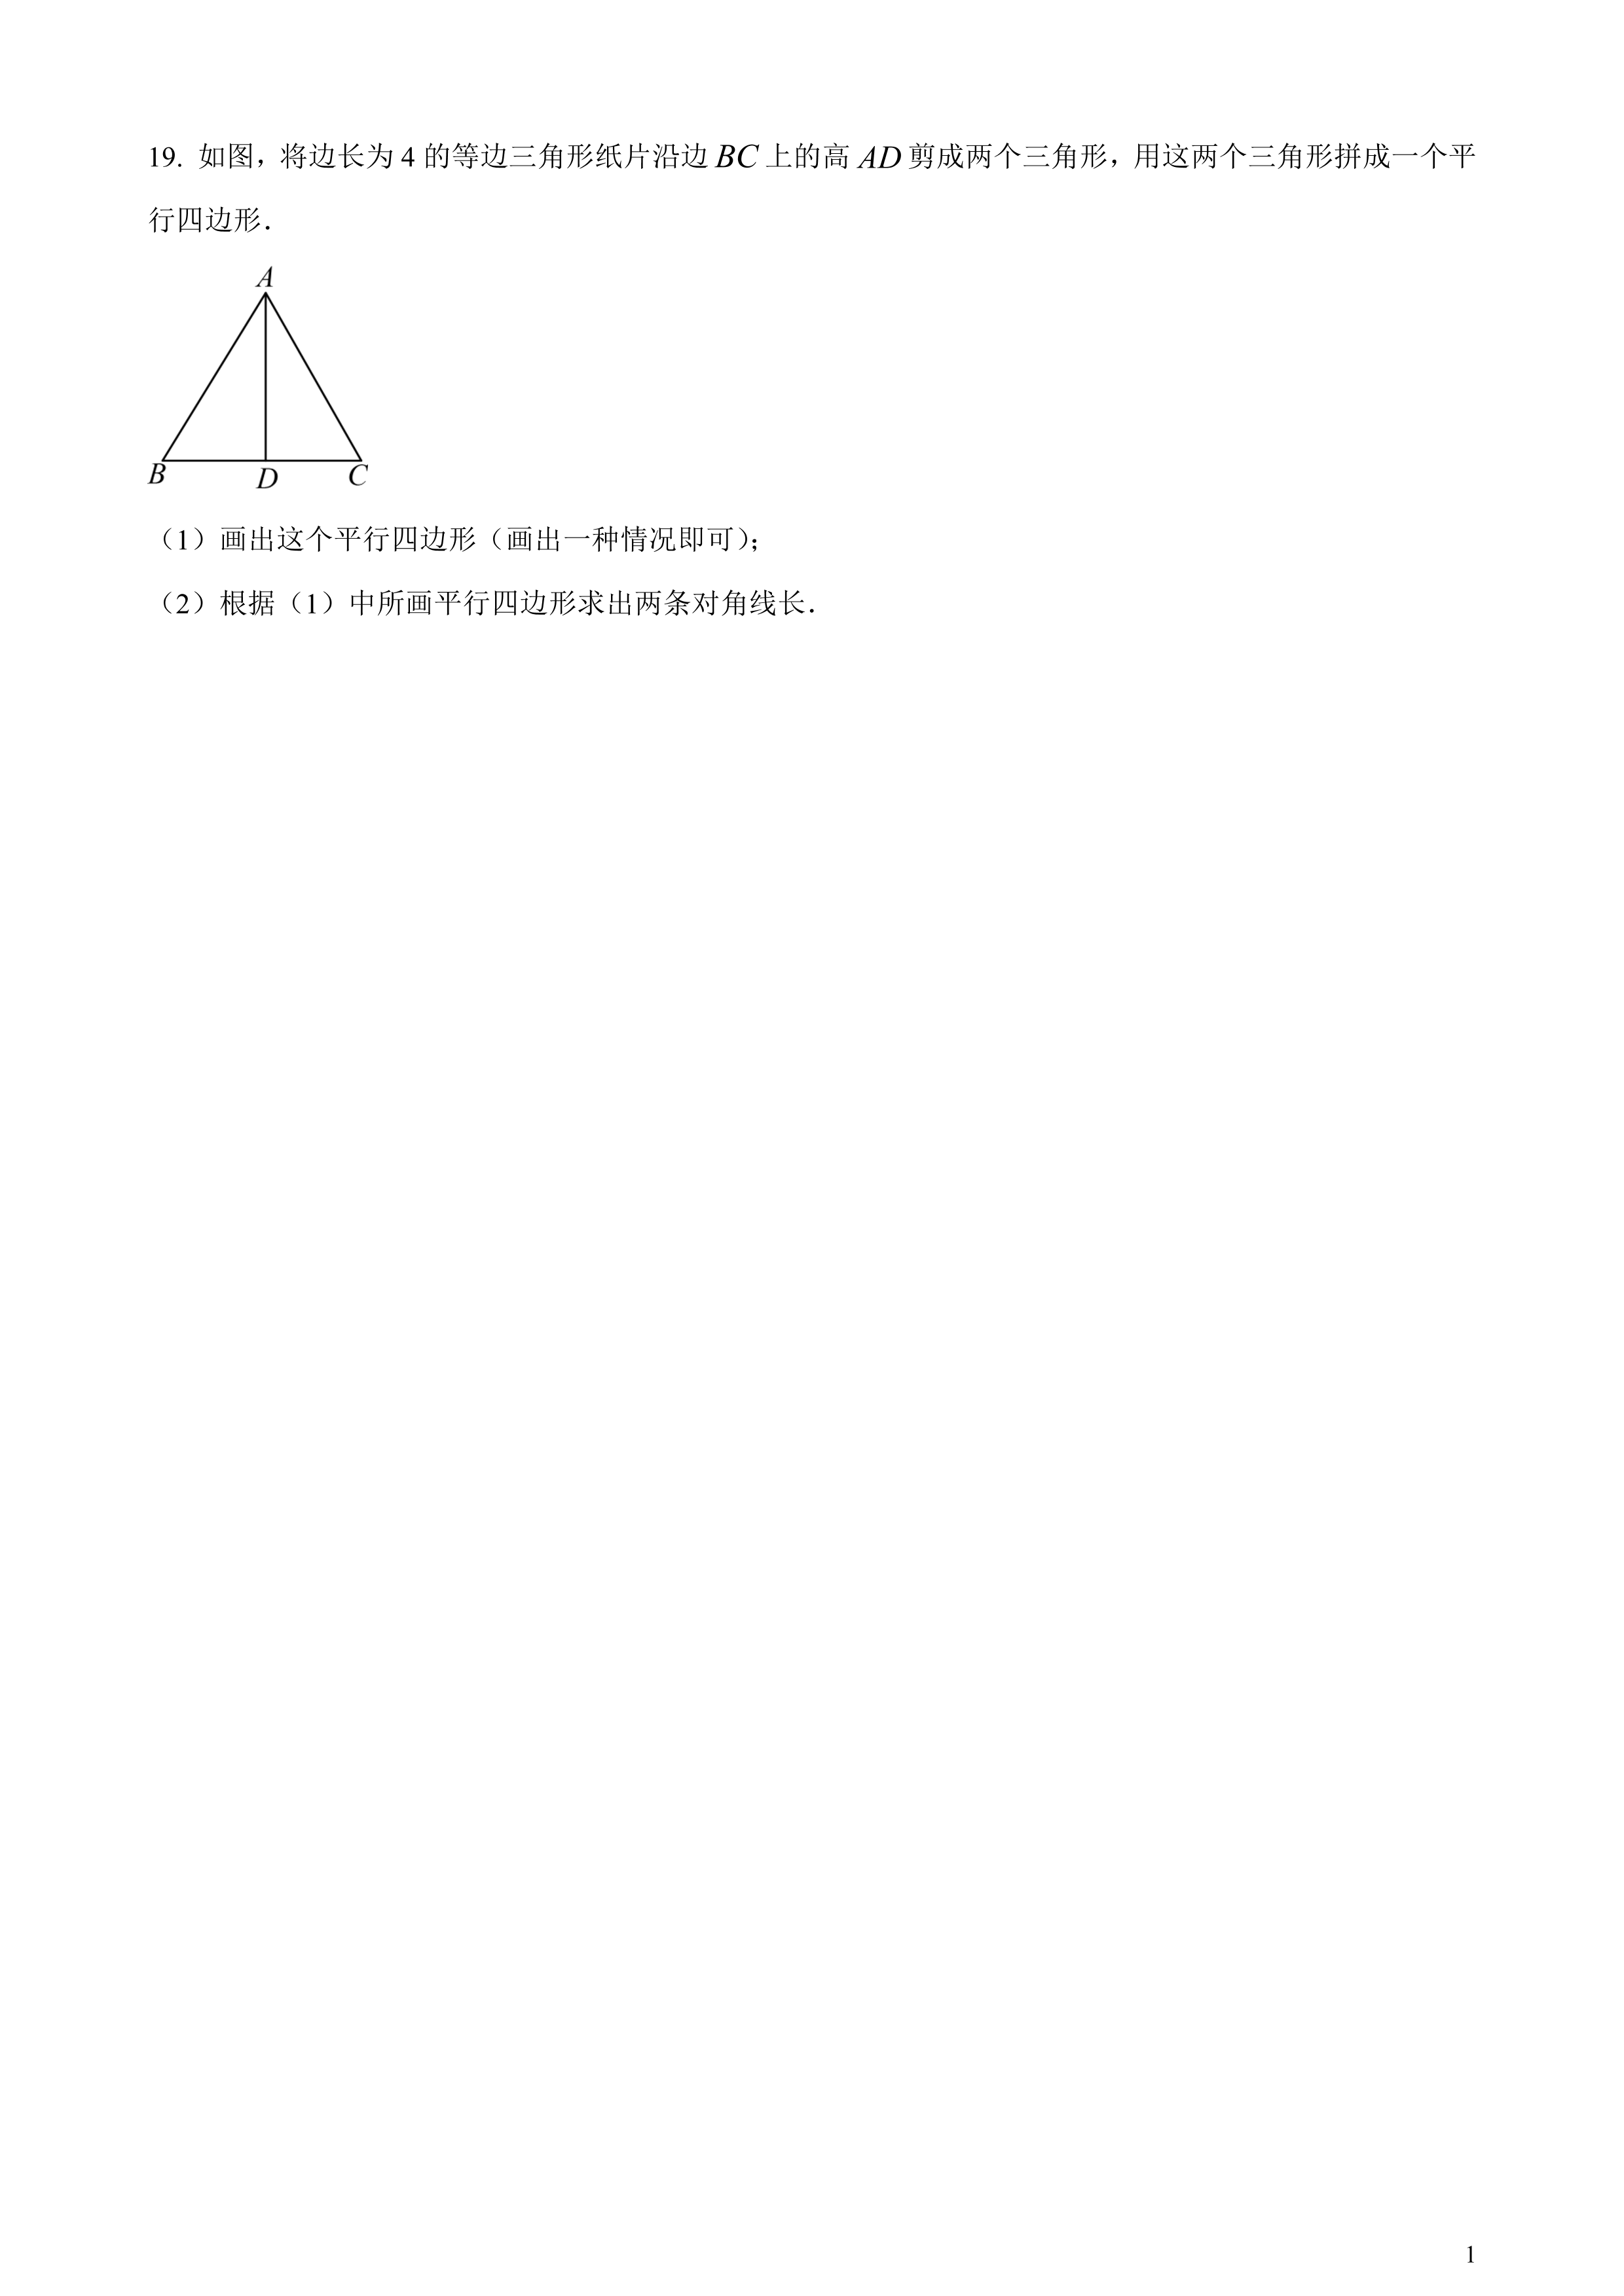 19. 如图，将边长为 4 的等边三角形纸片沿边 BC 上的高 AD 剪成两个三角形，用这两个三角形拼成一个平
行四边形．
A
B
D
C
（1）画出这个平行四边形（画出一种情况即可）；
（2）根据（1）中所画平行四边形求出两条对角线长．
1